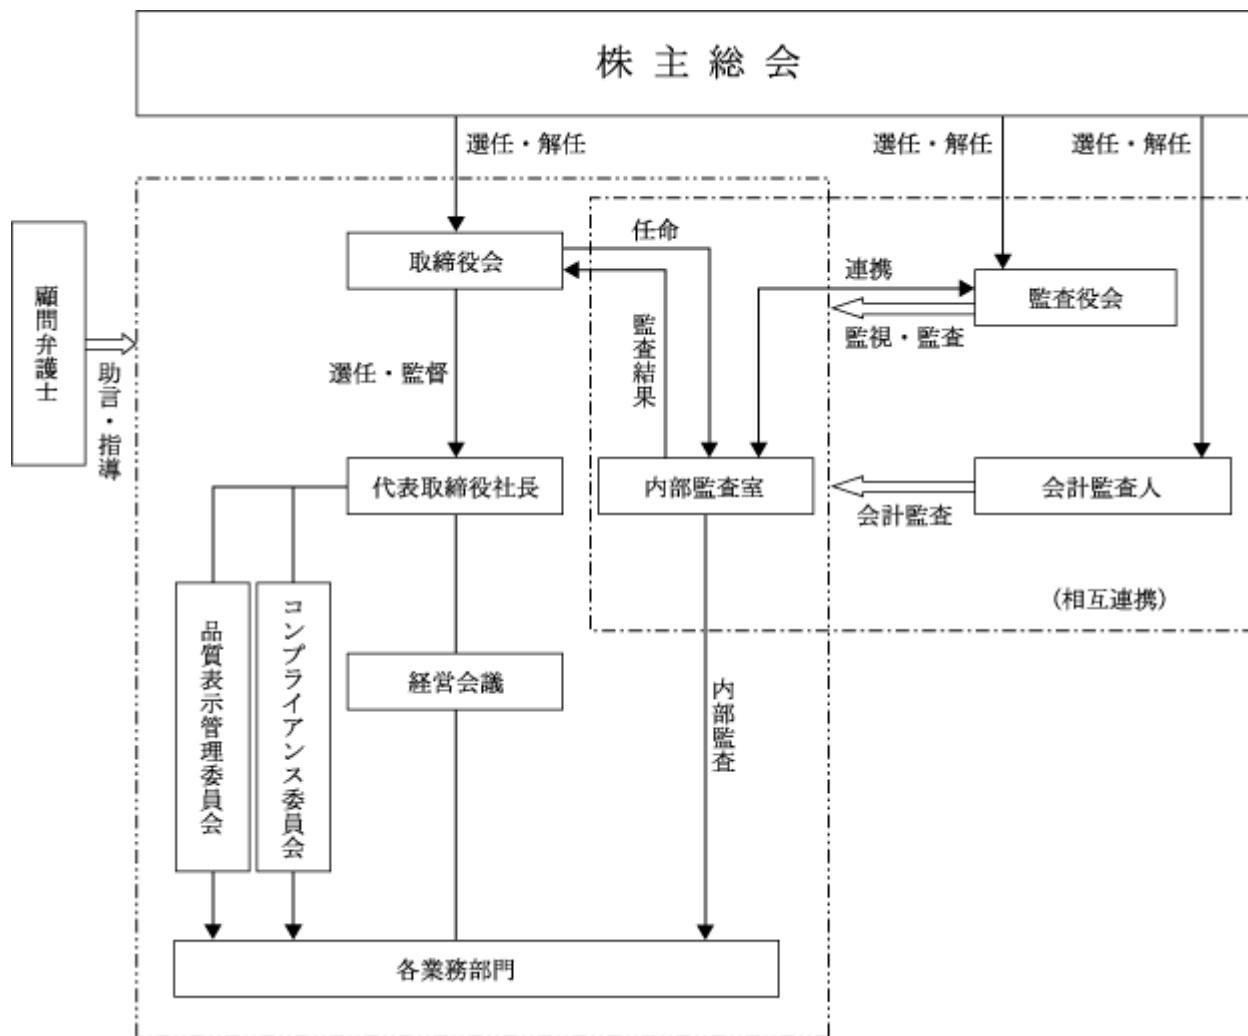 株主総会
選任・解任
選任・解任
選任・解任
顧問弁護士
助言・指導
取締役会
任命
連携
監査役会
監視・監査
監査結果
選任・監督
代表取締役社長
内部監査室
会計監査人
会計監査
(相互連携)
品質表示管理委員会
コンプライアンス委員会
経営会議
内部監査
各業務部門